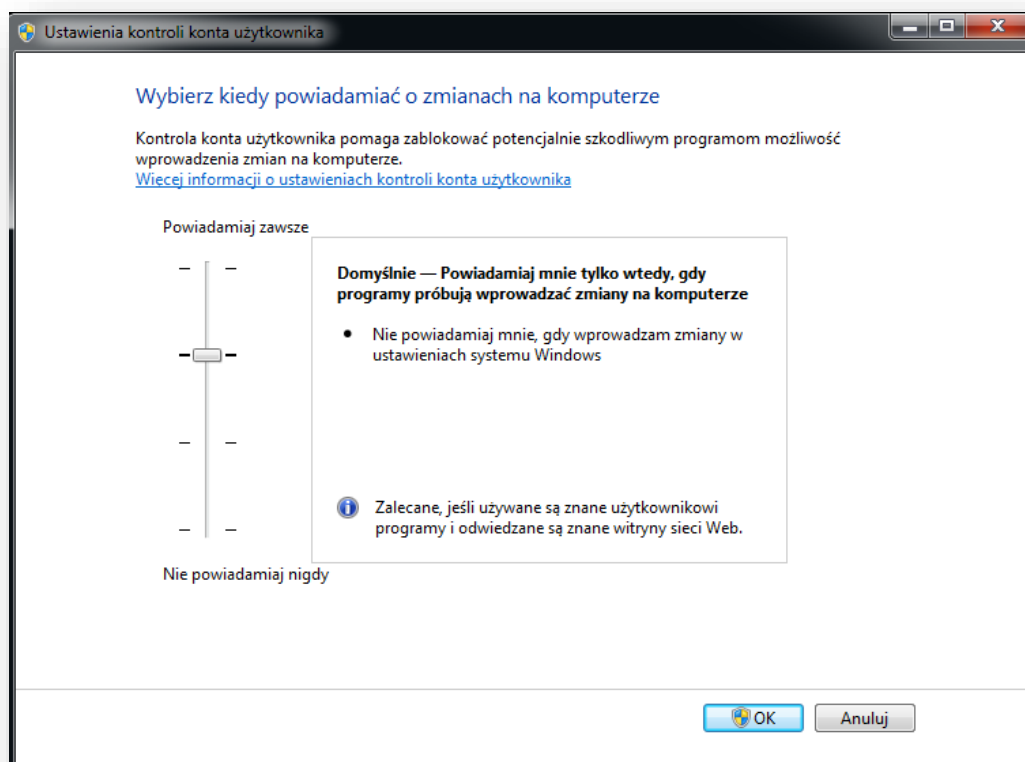 Ustawienia kontroli konta użytkownika
Wybierz kiedy powiadamiać o zmianach na komputerze
Kontrola konta użytkownika pomaga zablokować potencjalnie szkodliwym programom możliwość
wprowadzenia zmian na komputerze.
Więcej informacji o ustawieniach kontroli konta użytkownika
Powiadamiaj zawsze
Domyślnie — Powiadamiaj mnie tylko wtedy, gdy
programy próbują wprowadzać zmiany na komputerze
• Nie powiadamiaj mnie, gdy wprowadzam zmiany w
ustawieniach systemu Windows
Zalecane, jeśli używane są znane użytkownikowi
programy i odwiedzane są znane witryny sieci Web.
Nie powiadamiaj nigdy
OK
Anuluj